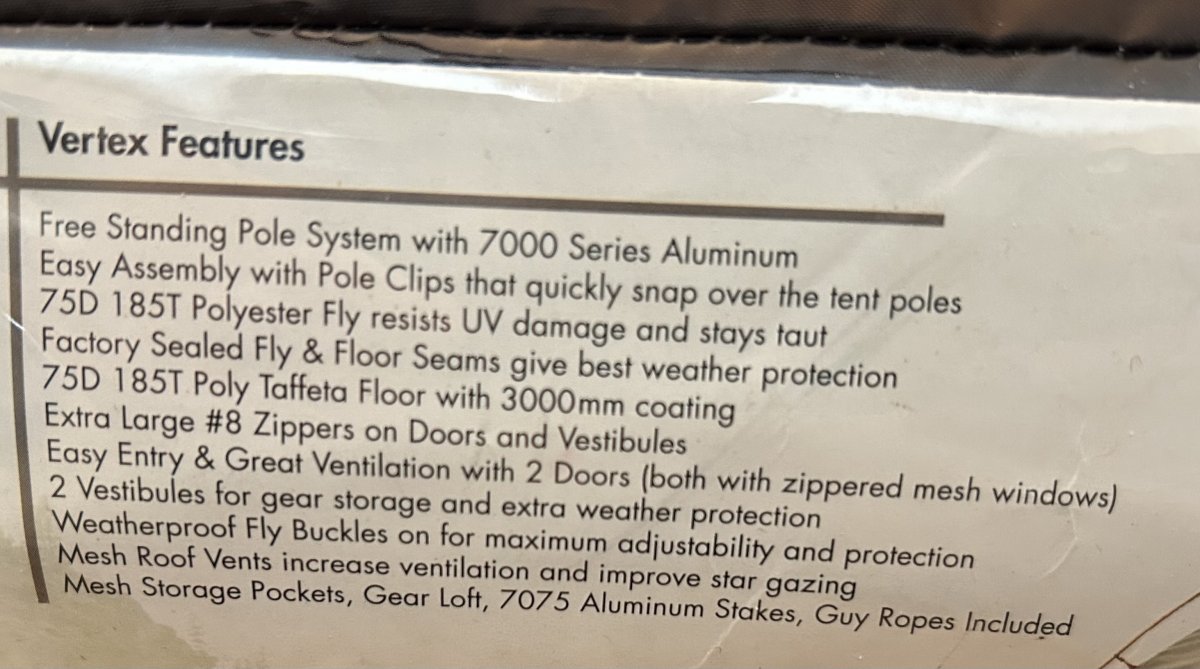 Vertex Features
Free Standing Pole System with 7000 Series Aluminum
Easy Assembly with Pole Clips that quickly snap over the tent poles
75D 185T Polyester Fly resists UV damage and stays taut
Factory Sealed Fly & Floor Seams give best weather protection
75D 185T Poly Taffeta Floor with 3000mm coating
Extra Large #8 Zippers on Doors and Vestibules
Easy Entry & Great Ventilation with 2 Doors (both with zippered mesh windows)
2 Vestibules for gear storage and extra weather protection
Weatherproof Fly Buckles on for maximum adjustability and protection
Mesh Roof Vents increase ventilation and improve star gazing
Mesh Storage Pockets, Gear Loft, 7075 Aluminum Stakes, Guy Ropes Included